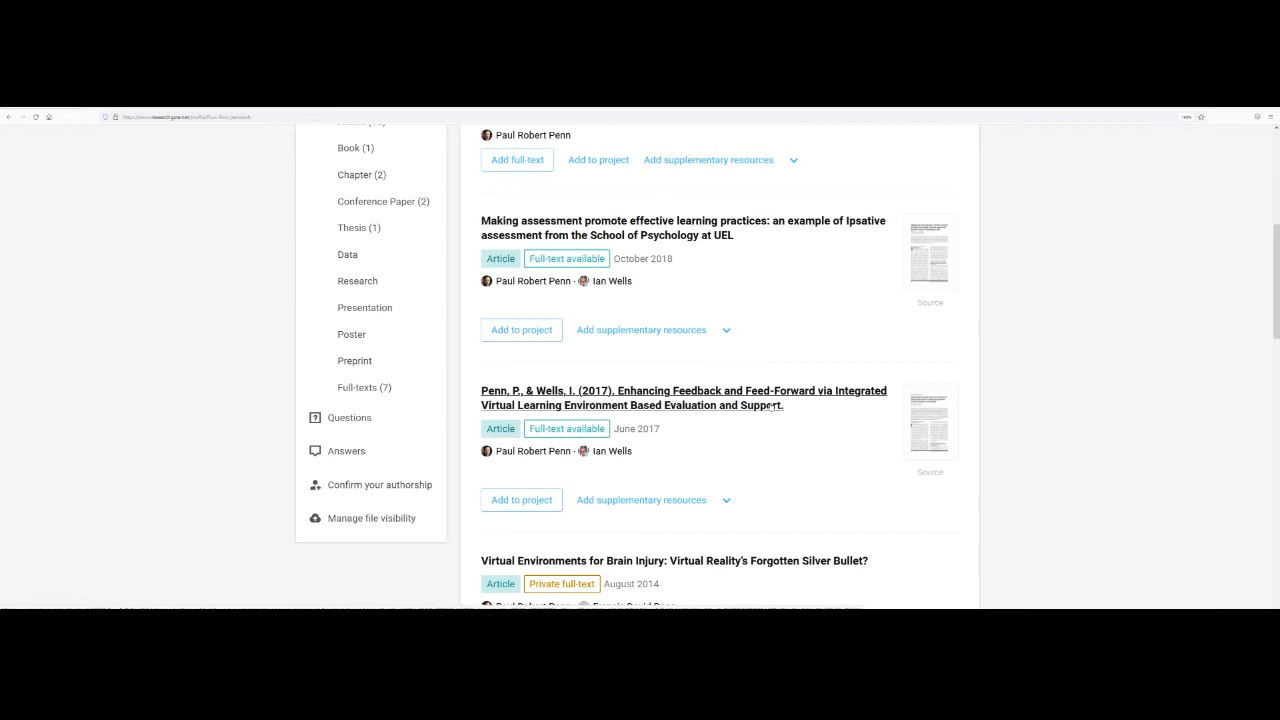 Paul Robert Penn
Book (1)
Add full-text Add to project Add supplementary resources
Chapter (2)
Conference Paper (2)
Thesis (1)
Data
Research
Presentation
Poster
Preprint
Full-texts (7)
Questions
Answers
Confirm your authorship
Manage file visibility
Making assessment promote effective learning practices: an example of Ipsative
assessment from the School of Psychology at UEL
Article Full-text available October 2018
Paul Robert Penn · Ian Wells
Source
Add to project Add supplementary resources
Penn, P., & Wells, I. (2017). Enhancing Feedback and Feed-Forward via Integrated
Virtual Learning Environment Based Evaluation and Support.
Article Full-text available June 2017
Paul Robert Penn · Ian Wells
Source
Add to project Add supplementary resources
Virtual Environments for Brain Injury: Virtual Reality’s Forgotten Silver Bullet?
Article Private full-text August 2014